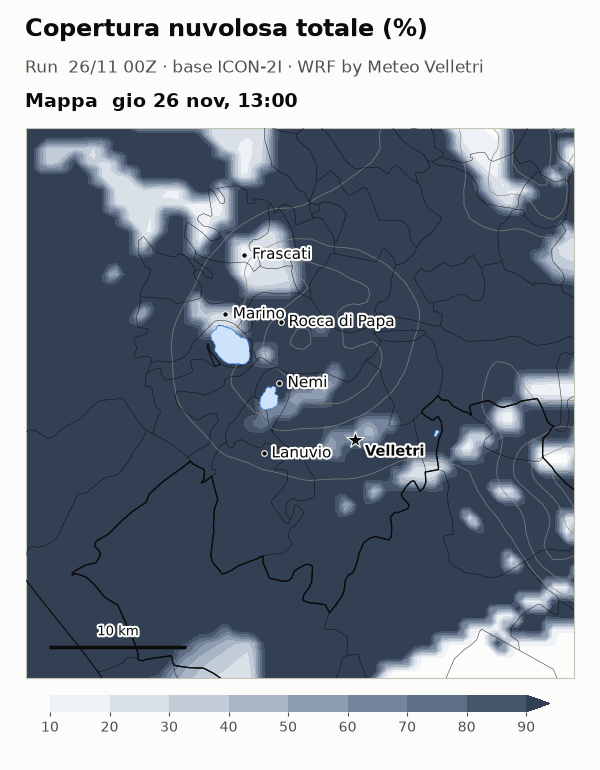 Copertura nuvolosa totale (%)
Run  26/11 00Z · base ICON-2I · WRF by Meteo Velletri
Mappa  gio 26 nov, 13:00
Frascati
Marino
Rocca di Papa
Nemi
Lanuvio
Velletri
10 km
10 20 30 40 50 60 70 80 90